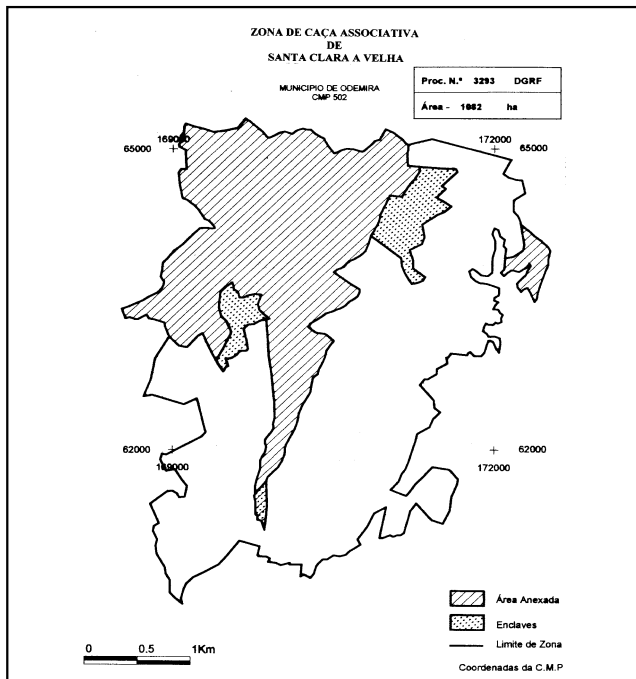 ZONA DE CAÇA ASSOCIATIVA
DE
SANTA CLARA A VELHA
MUNICIPIO DE ODEMIRA
CMP 502
Proc. N.º 3293 DGRF
Área - 1882 ha
65000
169000
172000
65000
62000
169000
172000
62000
Área Anexada
Enclaves
Limite de Zona
0 0.5 1Km
Coordenadas da C.M.P